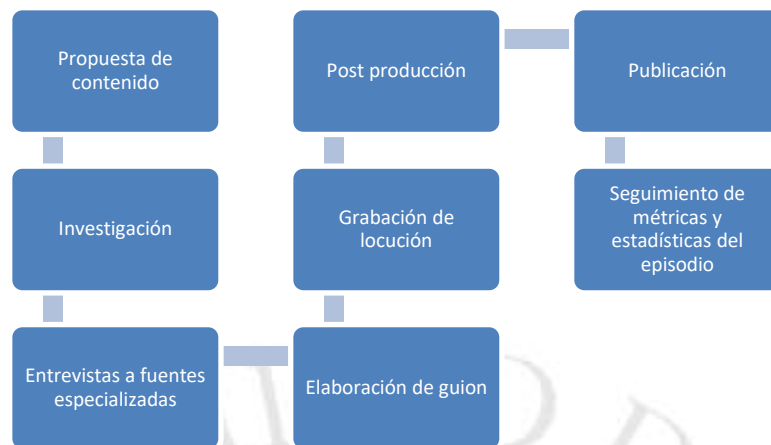 Propuesta de
contenido
Investigación
Entrevistas a fuentes
especializadas
Elaboración de guion
Grabación de
locución
Post producción
Publicación
Seguimiento de
métricas y
estadísticas del
episodio